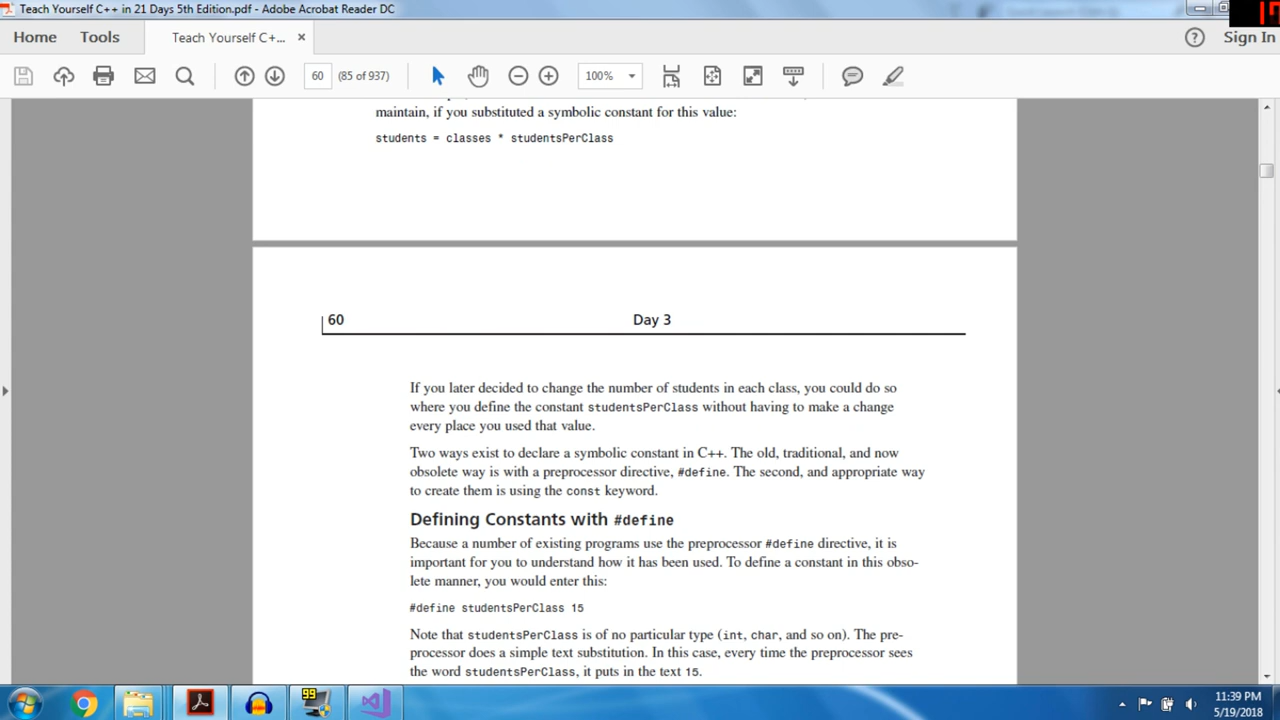 Teach Yourself C++ in 21 Days 5th Edition.pdf - Adobe Acrobat Reader DC
Home Tools Teach Yourself C+... × ? Sign In
60 (85 of 937) 100%
maintain, if you substituted a symbolic constant for this value:
students = classes * studentsPerClass
60 Day 3
If you later decided to change the number of students in each class, you could do so
where you define the constant studentsPerClass without having to make a change
every place you used that value.
Two ways exist to declare a symbolic constant in C++. The old, traditional, and now
obsolete way is with a preprocessor directive, #define. The second, and appropriate way
to create them is using the const keyword.
Defining Constants with #define
Because a number of existing programs use the preprocessor #define directive, it is
important for you to understand how it has been used. To define a constant in this obso-
lete manner, you would enter this:
#define studentsPerClass 15
Note that studentsPerClass is of no particular type (int, char, and so on). The pre-
processor does a simple text substitution. In this case, every time the preprocessor sees
the word studentsPerClass, it puts in the text 15.
99
11:39 PM
5/19/2018